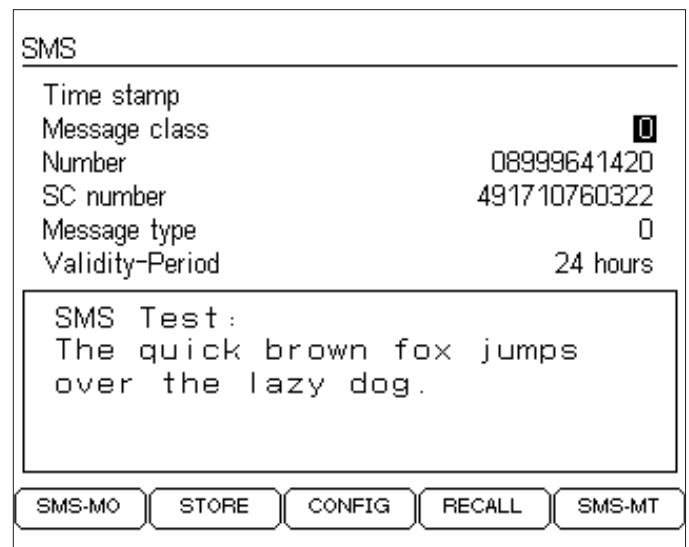 SMS
Time stamp
Message class 0
Number 08999641420
SC number 491710760322
Message type 0
Validity-Period 24 hours
SMS Test:
The quick brown fox jumps
over the lazy dog.
SMS-MO STORE CONFIG RECALL SMS-MT